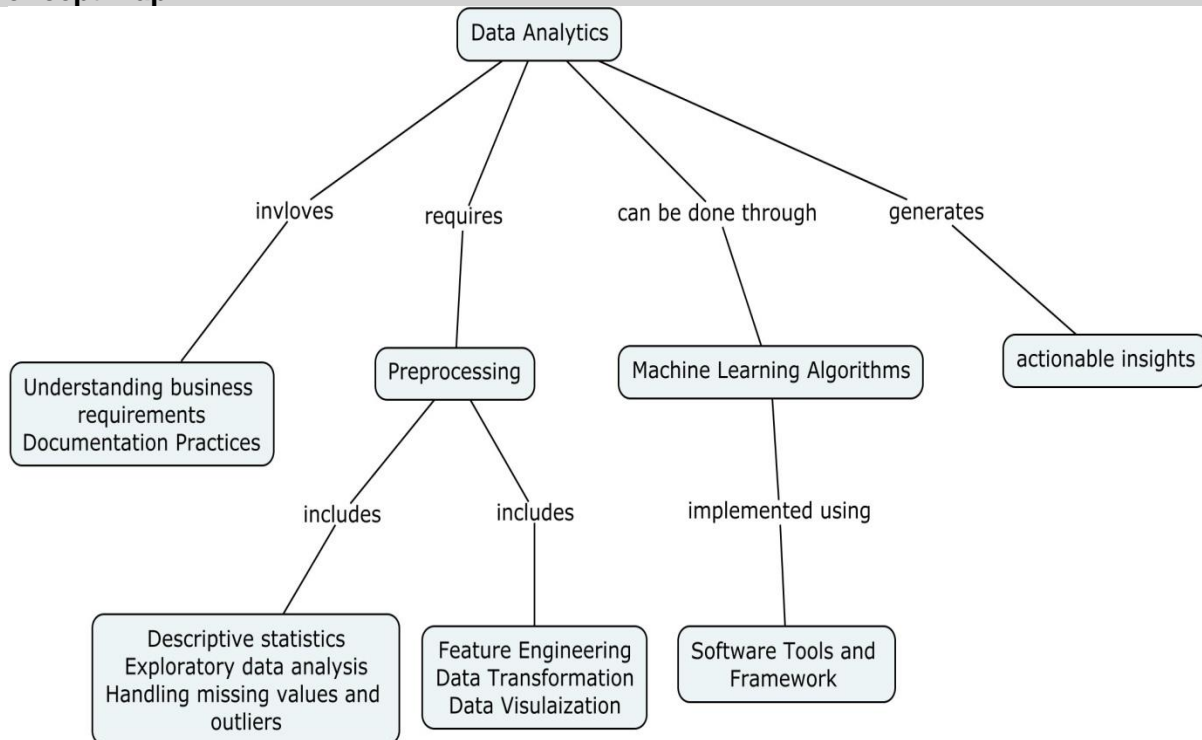 Data Analytics
invloves
requires
can be done through
generates
Understanding business
requirements
Documentation Practices
Preprocessing
Machine Learning Algorithms
actionable insights
includes
includes
implemented using
Descriptive statistics
Exploratory data analysis
Handling missing values and
outliers
Feature Engineering
Data Transformation
Data Visulaization
Software Tools and
Framework